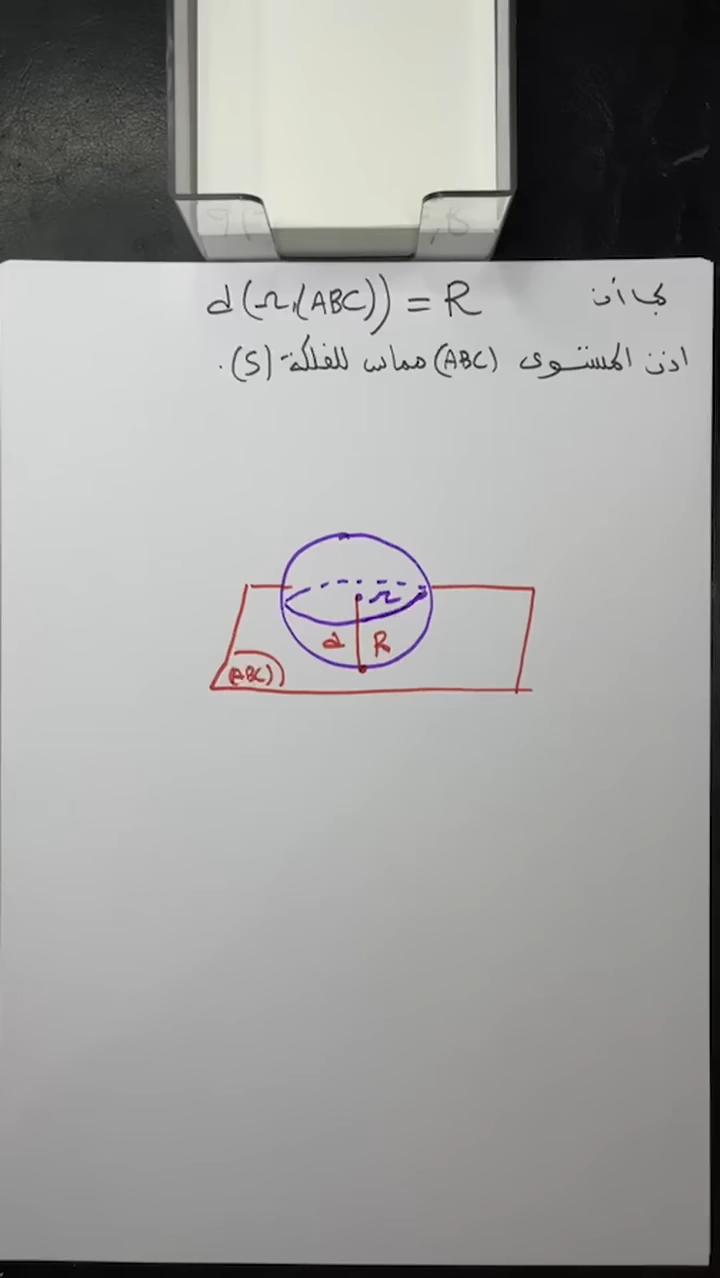 بما أن d(Ω,(ABC)) = R
اذن المستوى (ABC) مماس للفلكة (S).
Ω
d R
(ABC)